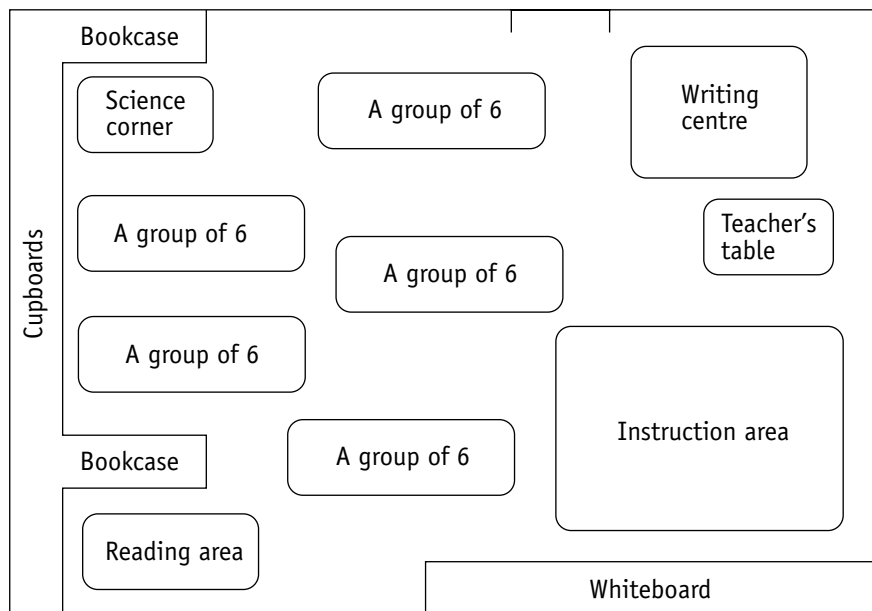 Bookcase
Science
corner
A group of 6
Writing
centre
A group of 6
Teacher's
table
A group of 6
Cupboards
A group of 6
Instruction area
A group of 6
Bookcase
Reading area
Whiteboard